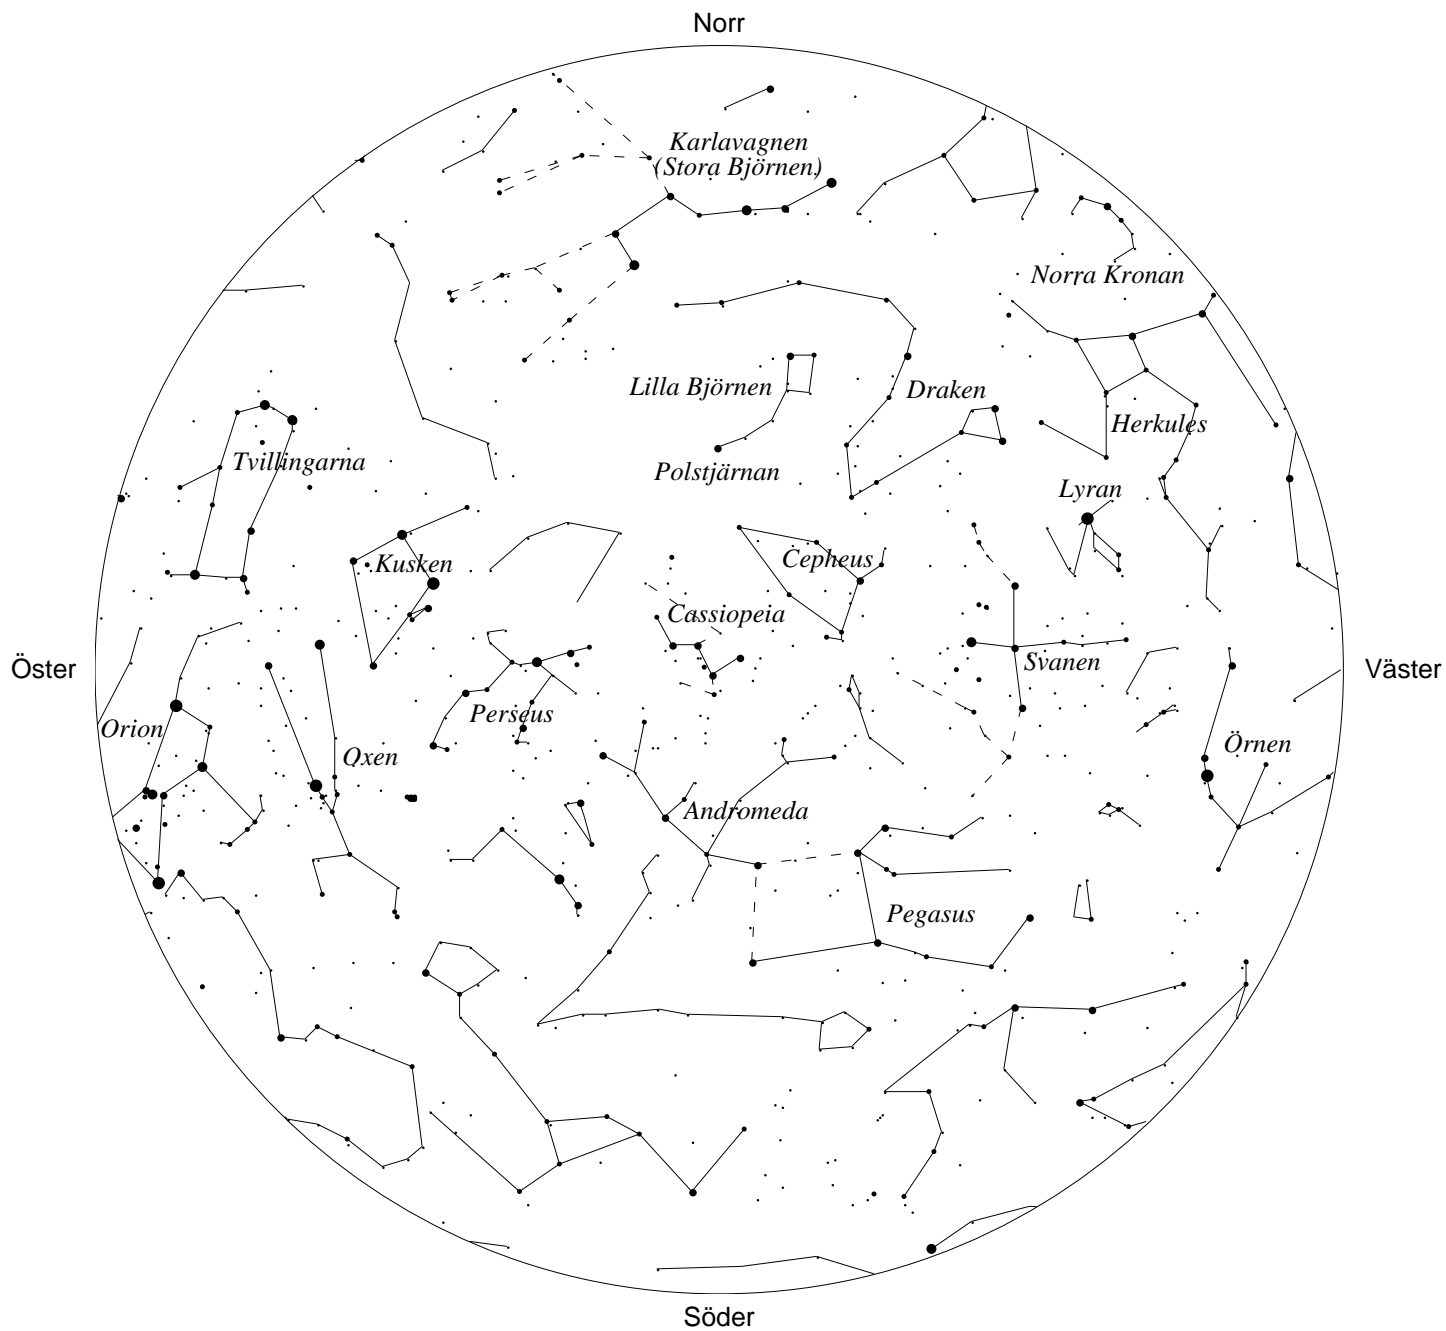 Norr
Karlavagnen
(Stora Björnen)
Norra Kronan
Lilla Björnen
Draken
Herkules
Tvillingarna
Polstjärnan
Lyran
Kusken
Cepheus
Cassiopeia
Svanen
Öster
Väster
Perseus
Orion
Oxen
Örnen
Andromeda
Pegasus
Söder